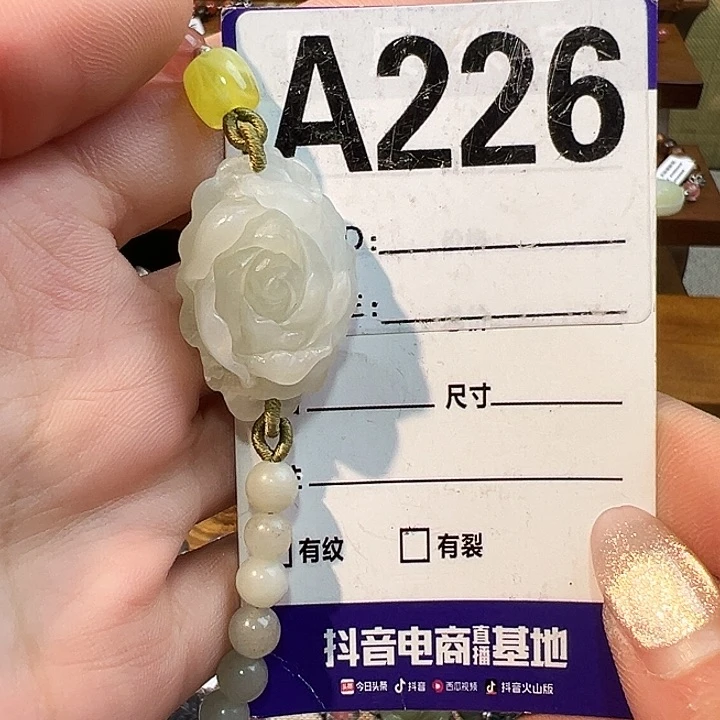 A226
尺寸
有纹 有裂
抖音电商直播基地
今日头条 抖音 西瓜视频 抖音火山版